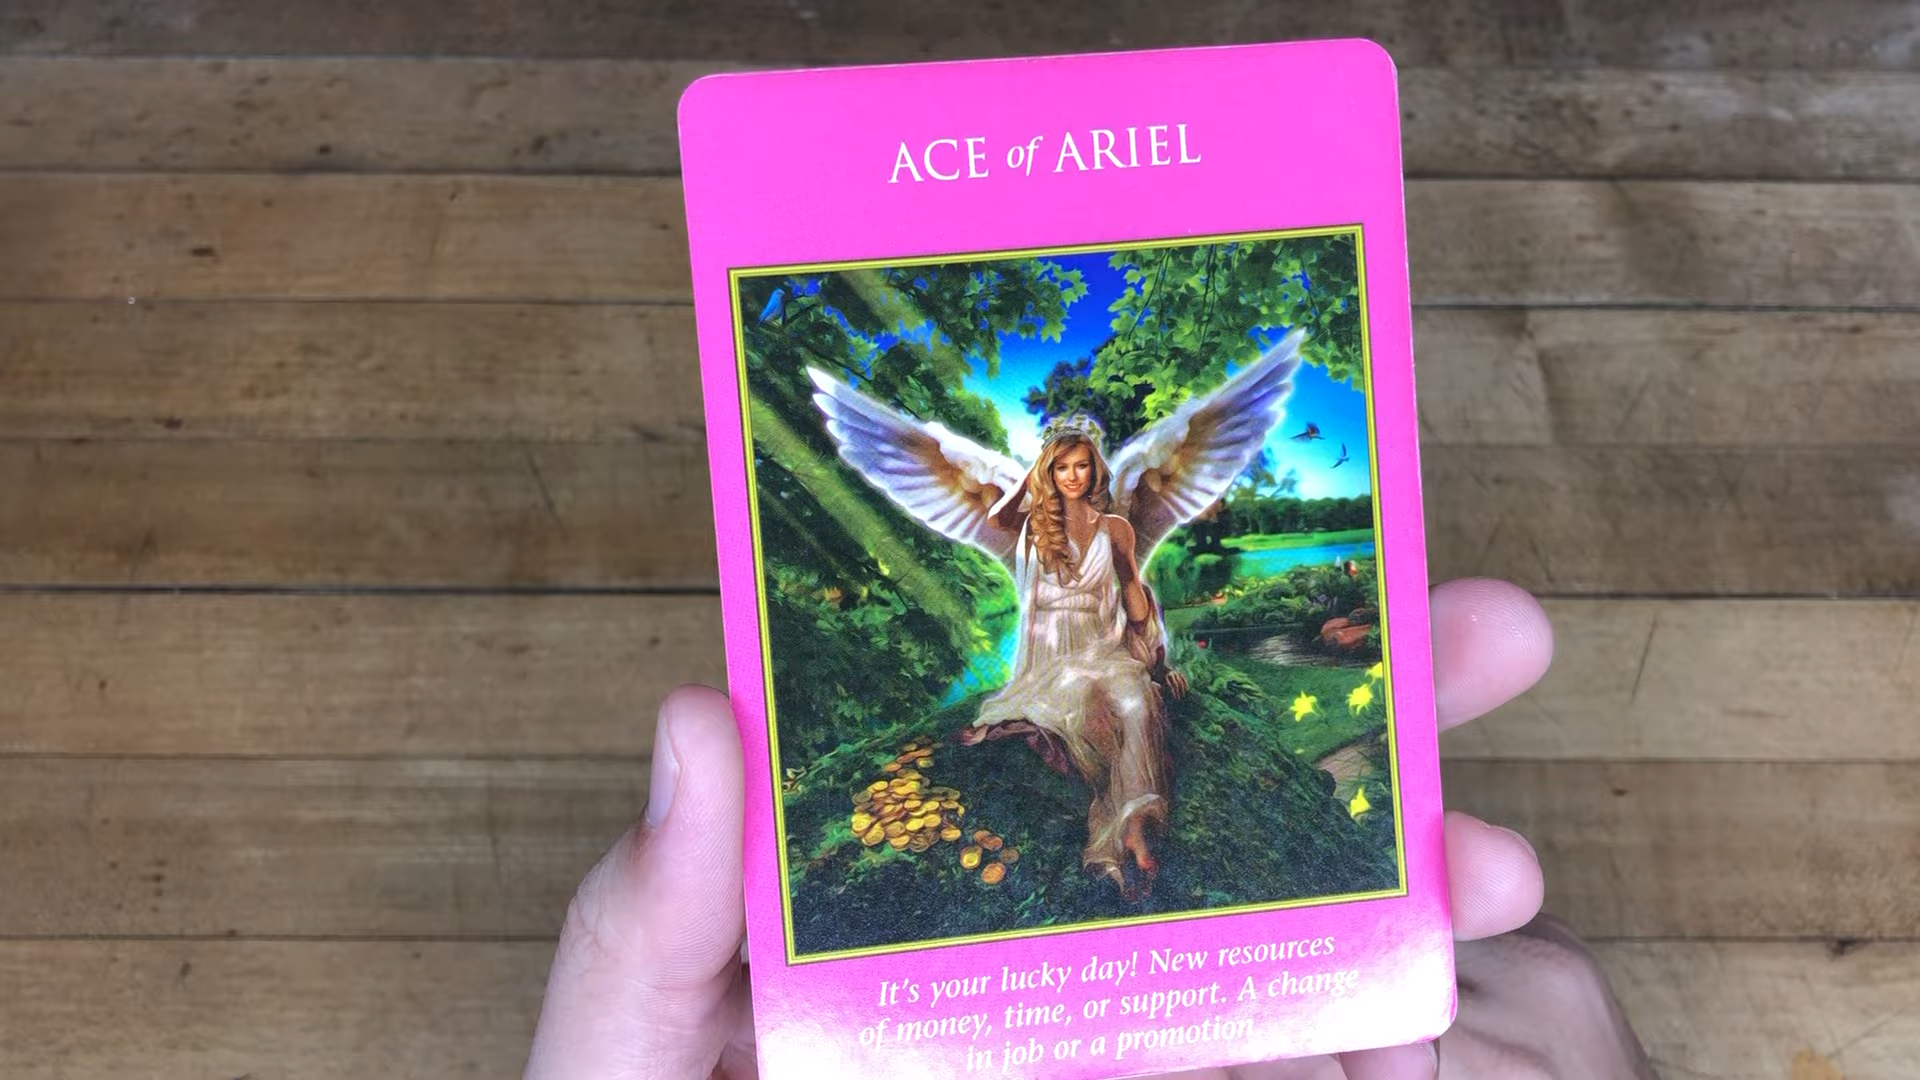 ACE of ARIEL
It's your lucky day! New resources
of money, time, or support. A change
in job or a promotion.